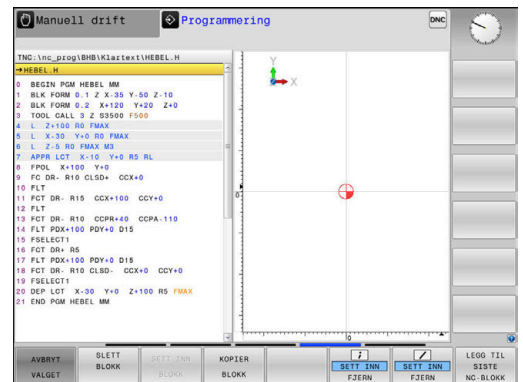 Manuell drift
Programmering
DNC
TNC:\nc_prog\BHB\Klartext\HEBEL.H
→HEBEL.H
0 BEGIN PGM HEBEL MM
1 BLK FORM 0.1 Z X-35 Y-50 Z-10
2 BLK FORM 0.2 X+120 Y+20 Z+0
3 TOOL CALL 3 Z S3500 F500
4 L Z+100 R0 FMAX
5 L X-30 Y+0 R0 FMAX
6 L Z-5 R0 FMAX M3
7 APPR LCT X-10 Y+0 R5 RL
8 FPOL X+100 Y+0
9 FC DR- R10 CLSD+ CCX+0
10 FLT
11 FCT DR- R15 CCX+100 CCY+0
12 FLT
13 FCT DR- R10 CCPR+40 CCPA-110
14 FLT PDX+100 PDY+0 D15
15 FSELECT1
16 FCT DR+ R5
17 FLT PDX+100 PDY+0 D15
18 FCT DR- R10 CLSD- CCX+0 CCY+0
19 FSELECT1
20 DEP LCT X-30 Y+0 Z+100 R5 FMAX
21 END PGM HEBEL MM
Y
X
0
0
AVBRYT
VALGET
SLETT
BLOKK
SETT INN
BLOKK
KOPIER
BLOKK
SETT INN
FJERN
SETT INN
FJERN
LEGG TIL
SISTE
NC-BLOKK